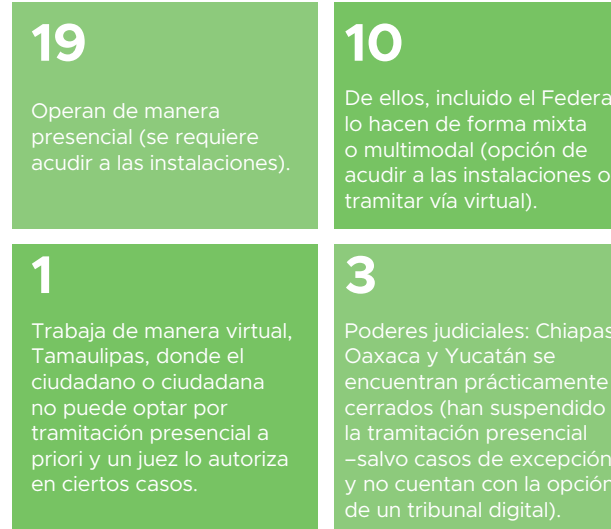 19
Operan de manera
presencial (se requiere
acudir a las instalaciones).
10
De ellos, incluido el Federa
lo hacen de forma mixta
o multimodal (opción de
acudir a las instalaciones o
tramitar vía virtual).
1
Trabaja de manera virtual,
Tamaulipas, donde el
ciudadano o ciudadana
no puede optar por
tramitación presencial a
priori y un juez lo autoriza
en ciertos casos.
3
Poderes judiciales: Chiapas
Oaxaca y Yucatán se
encuentran prácticamente
cerrados (han suspendido
la tramitación presencial
–salvo casos de excepción
y no cuentan con la opción
de un tribunal digital).